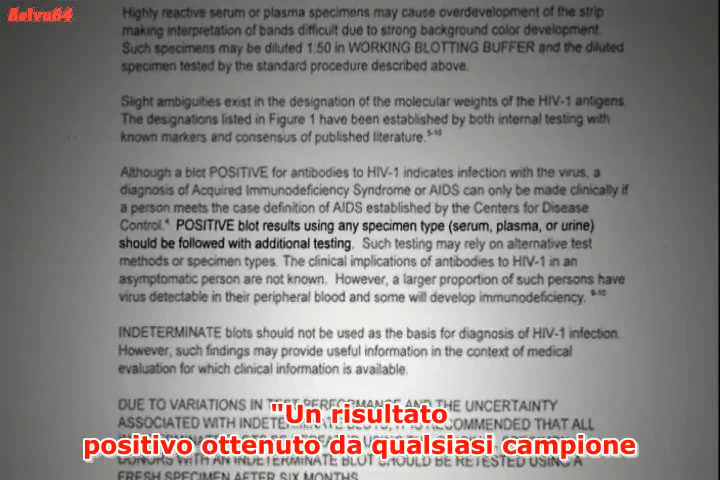 Belva64
Highly reactive serum or plasma specimens may cause overdevelopment of the strip
making interpretation of bands difficult due to strong background color development.
Such specimens may be diluted 1:50 in WORKING BLOTTING BUFFER and the diluted
specimen tested by the standard procedure described above.
Slight ambiguities exist in the designation of the molecular weights of the HIV-1 antigens.
The designations listed in Figure 1 have been established by both internal testing with
known markers and consensus of published literature.
Although a blot POSITIVE for antibodies to HIV-1 indicates infection with the virus, a
diagnosis of Acquired Immunodeficiency Syndrome or AIDS can only be made clinically if
a person meets the case definition of AIDS established by the Centers for Disease
Control. POSITIVE blot results using any specimen type (serum, plasma, or urine)
should be followed with additional testing. Such testing may rely on alternative test
methods or specimen types. The clinical implications of antibodies to HIV-1 in an
asymptomatic person are not known. However, a larger proportion of such persons have
virus detectable in their peripheral blood and some will develop immunodeficiency.
INDETERMINATE blots should not be used as the basis for diagnosis of HIV-1 infection.
However, such findings may provide useful information in the context of medical
evaluation for which clinical information is available.
DUE TO VARIATIONS IN TEST PERFORMANCE AND THE UNCERTAINTY
ASSOCIATED WITH INDETERMINATE BLOTS, IT IS RECOMMENDED THAT ALL
DONORS WITH AN INDETERMINATE BLOT SHOULD BE RETESTED USING A
FRESH SPECIMEN AFTER SIX MONTHS.
"Un risultato
positivo ottenuto da qualsiasi campione